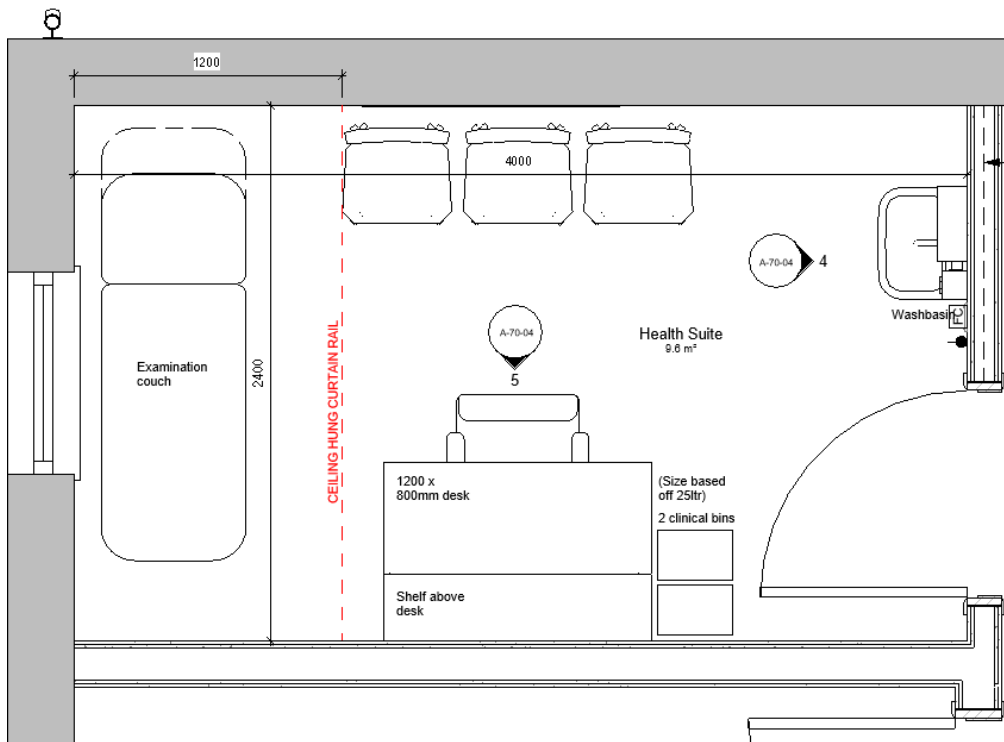 1200
4000
A-70-04
4
Washbasin
FC
A-70-04
5
Health Suite
9.6 m²
Examination
couch
2400
CEILING HUNG CURTAIN RAIL
1200 x
800mm desk
(Size based
off 25ltr)
2 clinical bins
Shelf above
desk